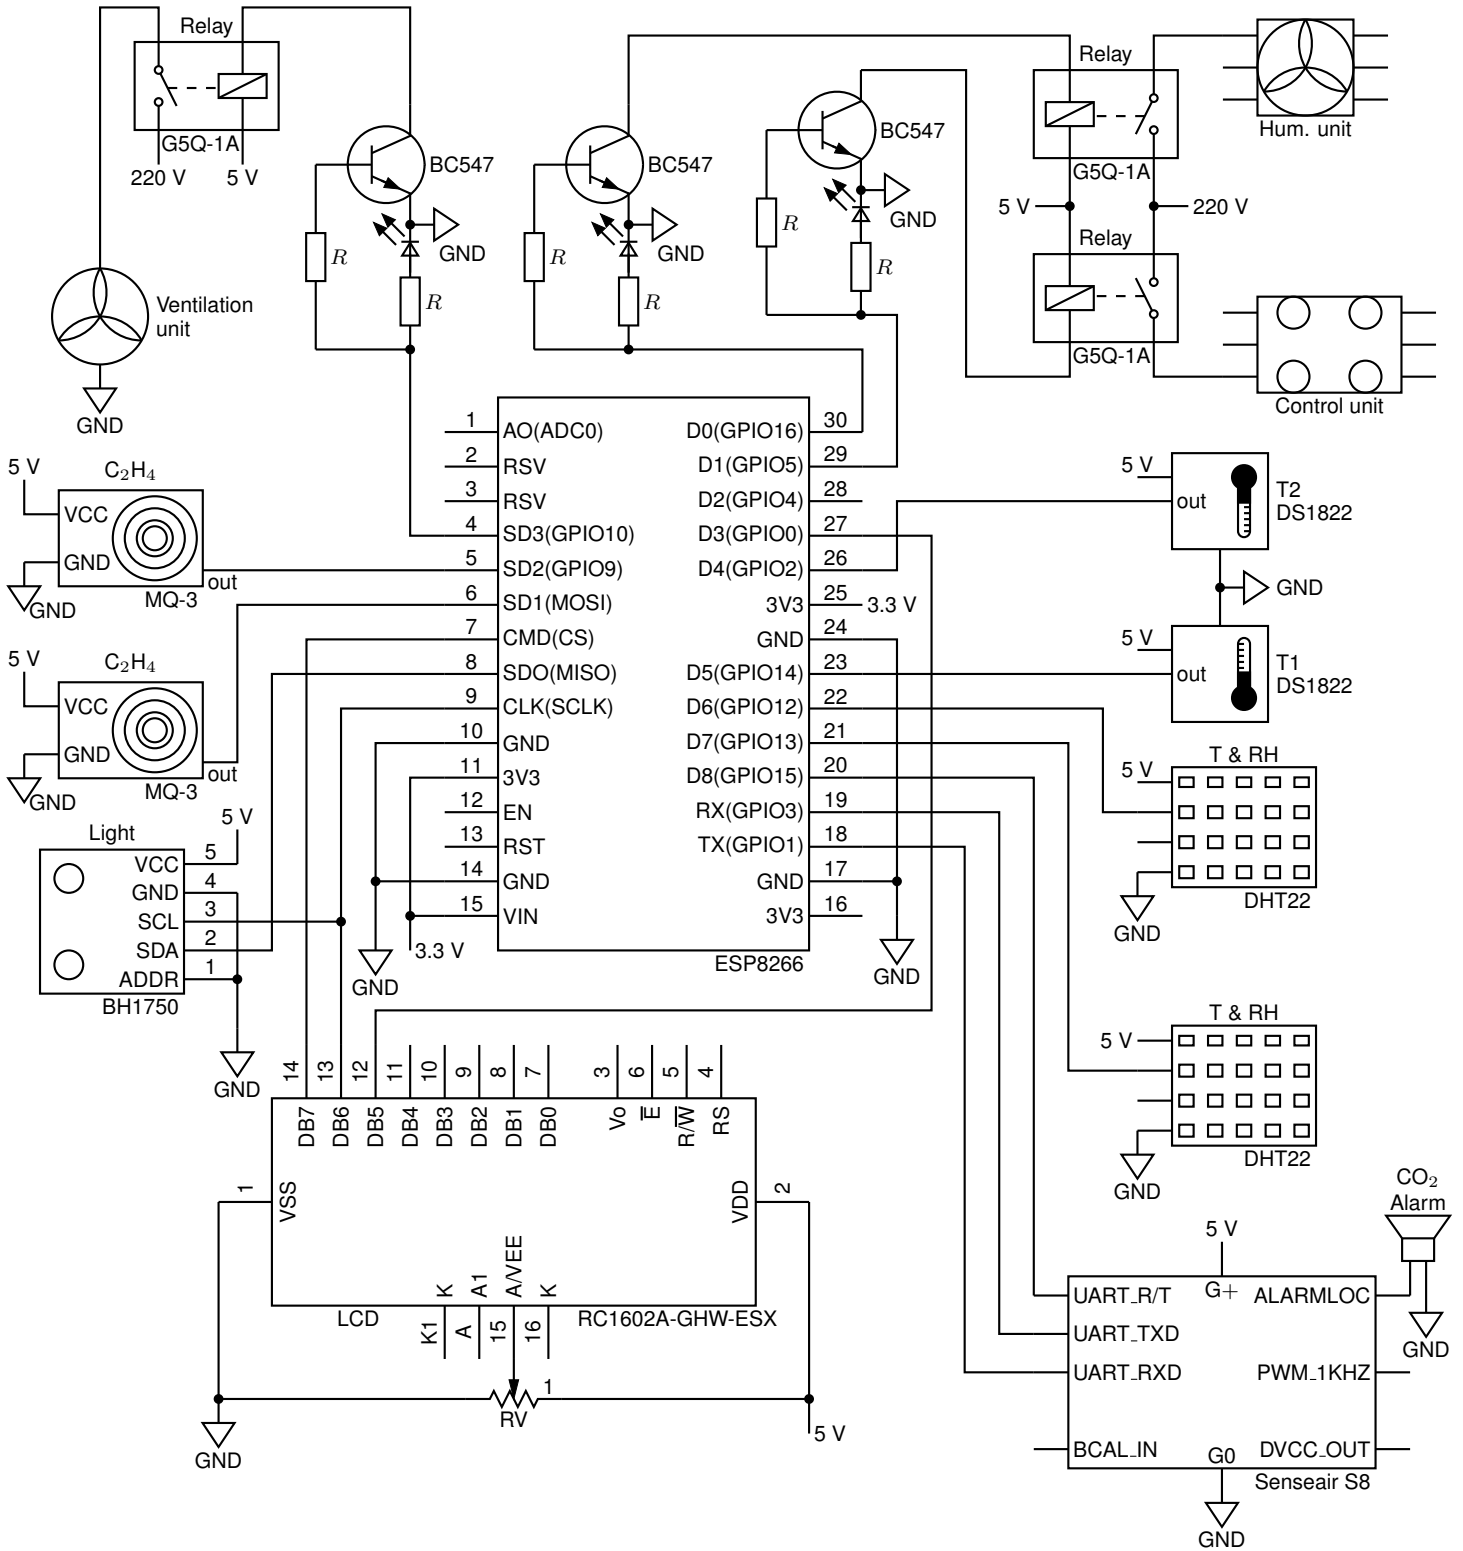 Relay
G5Q-1A
220 V
5 V
BC547
R
R
GND
BC547
R
R
GND
BC547
R
R
GND
Relay
G5Q-1A
5 V
220 V
Relay
G5Q-1A
Hum. unit
Control unit
Ventilation
unit
GND
5 V
C2H4
VCC
GND
out
GND
MQ-3
5 V
C2H4
VCC
GND
out
GND
MQ-3
Light
5 V
VCC 5
GND 4
SCL 3
SDA 2
ADDR 1
BH1750
GND
1 AO(ADC0)
2 RSV
3 RSV
4 SD3(GPIO10)
5 SD2(GPIO9)
6 SD1(MOSI)
7 CMD(CS)
8 SDO(MISO)
9 CLK(SCLK)
10 GND
11 3V3
12 EN
13 RST
14 GND
15 VIN
GND
3.3 V
D0(GPIO16) 30
D1(GPIO5) 29
D2(GPIO4) 28
D3(GPIO0) 27
D4(GPIO2) 26
3V3 25 3.3 V
GND 24
D5(GPIO14) 23
D6(GPIO12) 22
D7(GPIO13) 21
D8(GPIO15) 20
RX(GPIO3) 19
TX(GPIO1) 18
GND 17
3V3 16
ESP8266
GND
5 V
out
T2
DS1822
GND
5 V
out
T1
DS1822
T & RH
5 V
DHT22
GND
T & RH
5 V
DHT22
GND
14 13 12 11 10 9 8 7 3 6 5 4
DB7 DB6 DB5 DB4 DB3 DB2 DB1 DB0 Vo E R/W RS
1
VSS
VDD
2
K A1 A/VEE K
LCD
RC1602A-GHW-ESX
K1 A 15 16
1
RV
GND
5 V
CO2
Alarm
5 V
G+
UART_R/T
ALARMLOC
UART_TXD
GND
UART_RXD
PWM_1KHZ
BCAL_IN
G0
DVCC_OUT
Senseair S8
GND